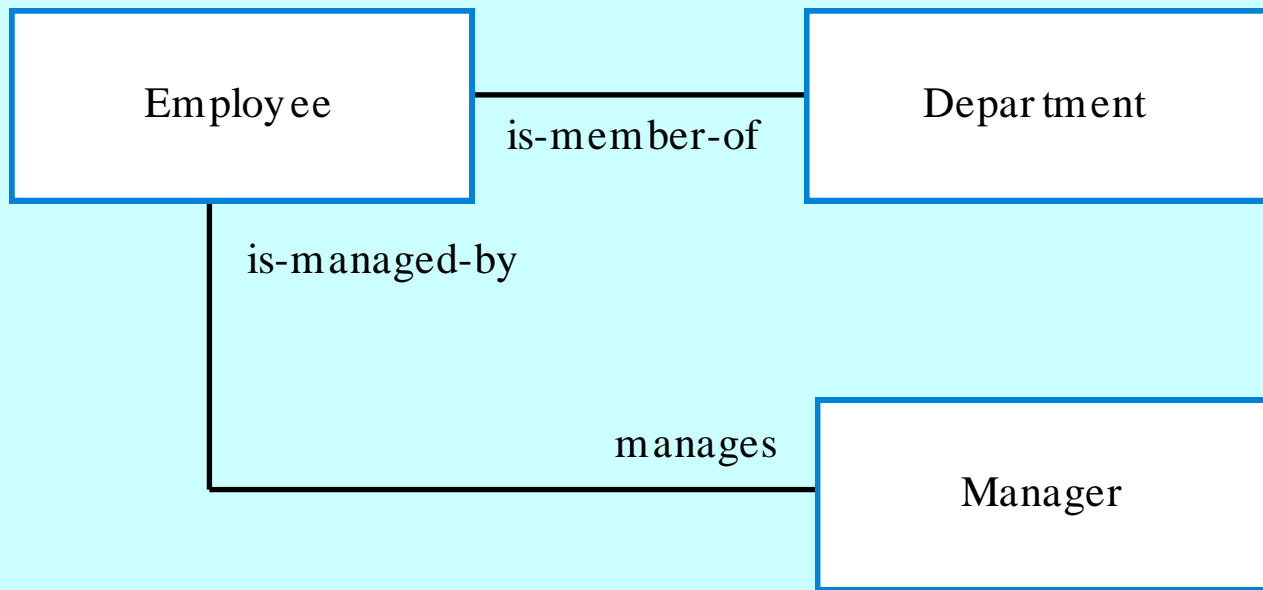 Employee
Department
is-member-of
is-managed-by
manages
Manager